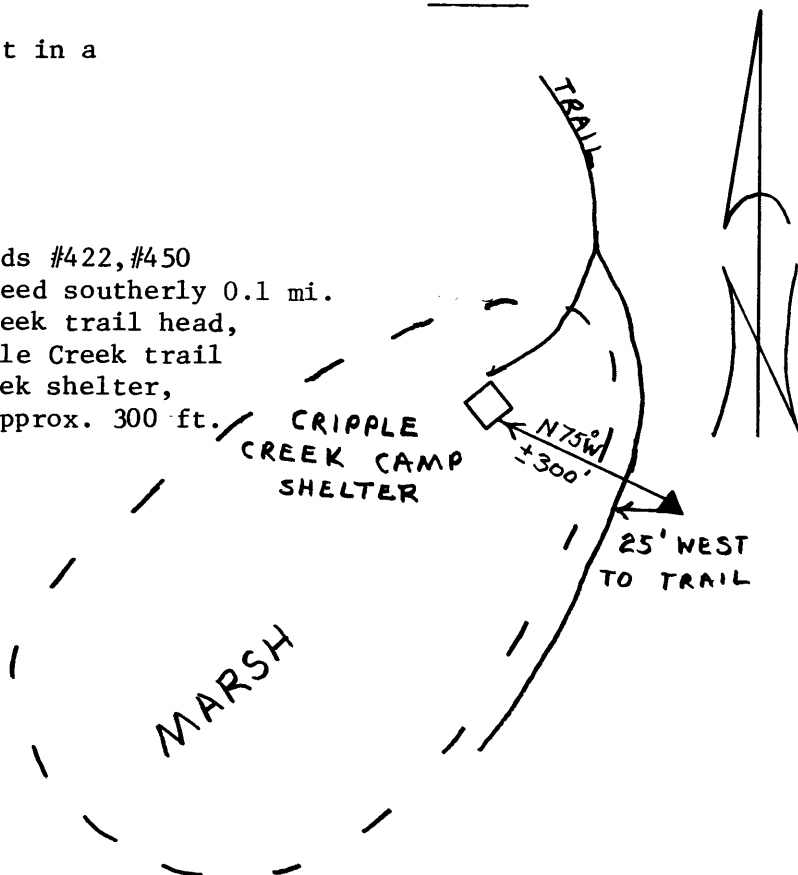 t in a
TRAIL
ds #422,#450
eed southerly 0.1 mi.
eek trail head,
le Creek trail
ek shelter,
pprox. 300 ft.
CRIPPLE
CREEK CAMP
SHELTER
N 75° W
±300'
25' WEST
TO TRAIL
MARSH